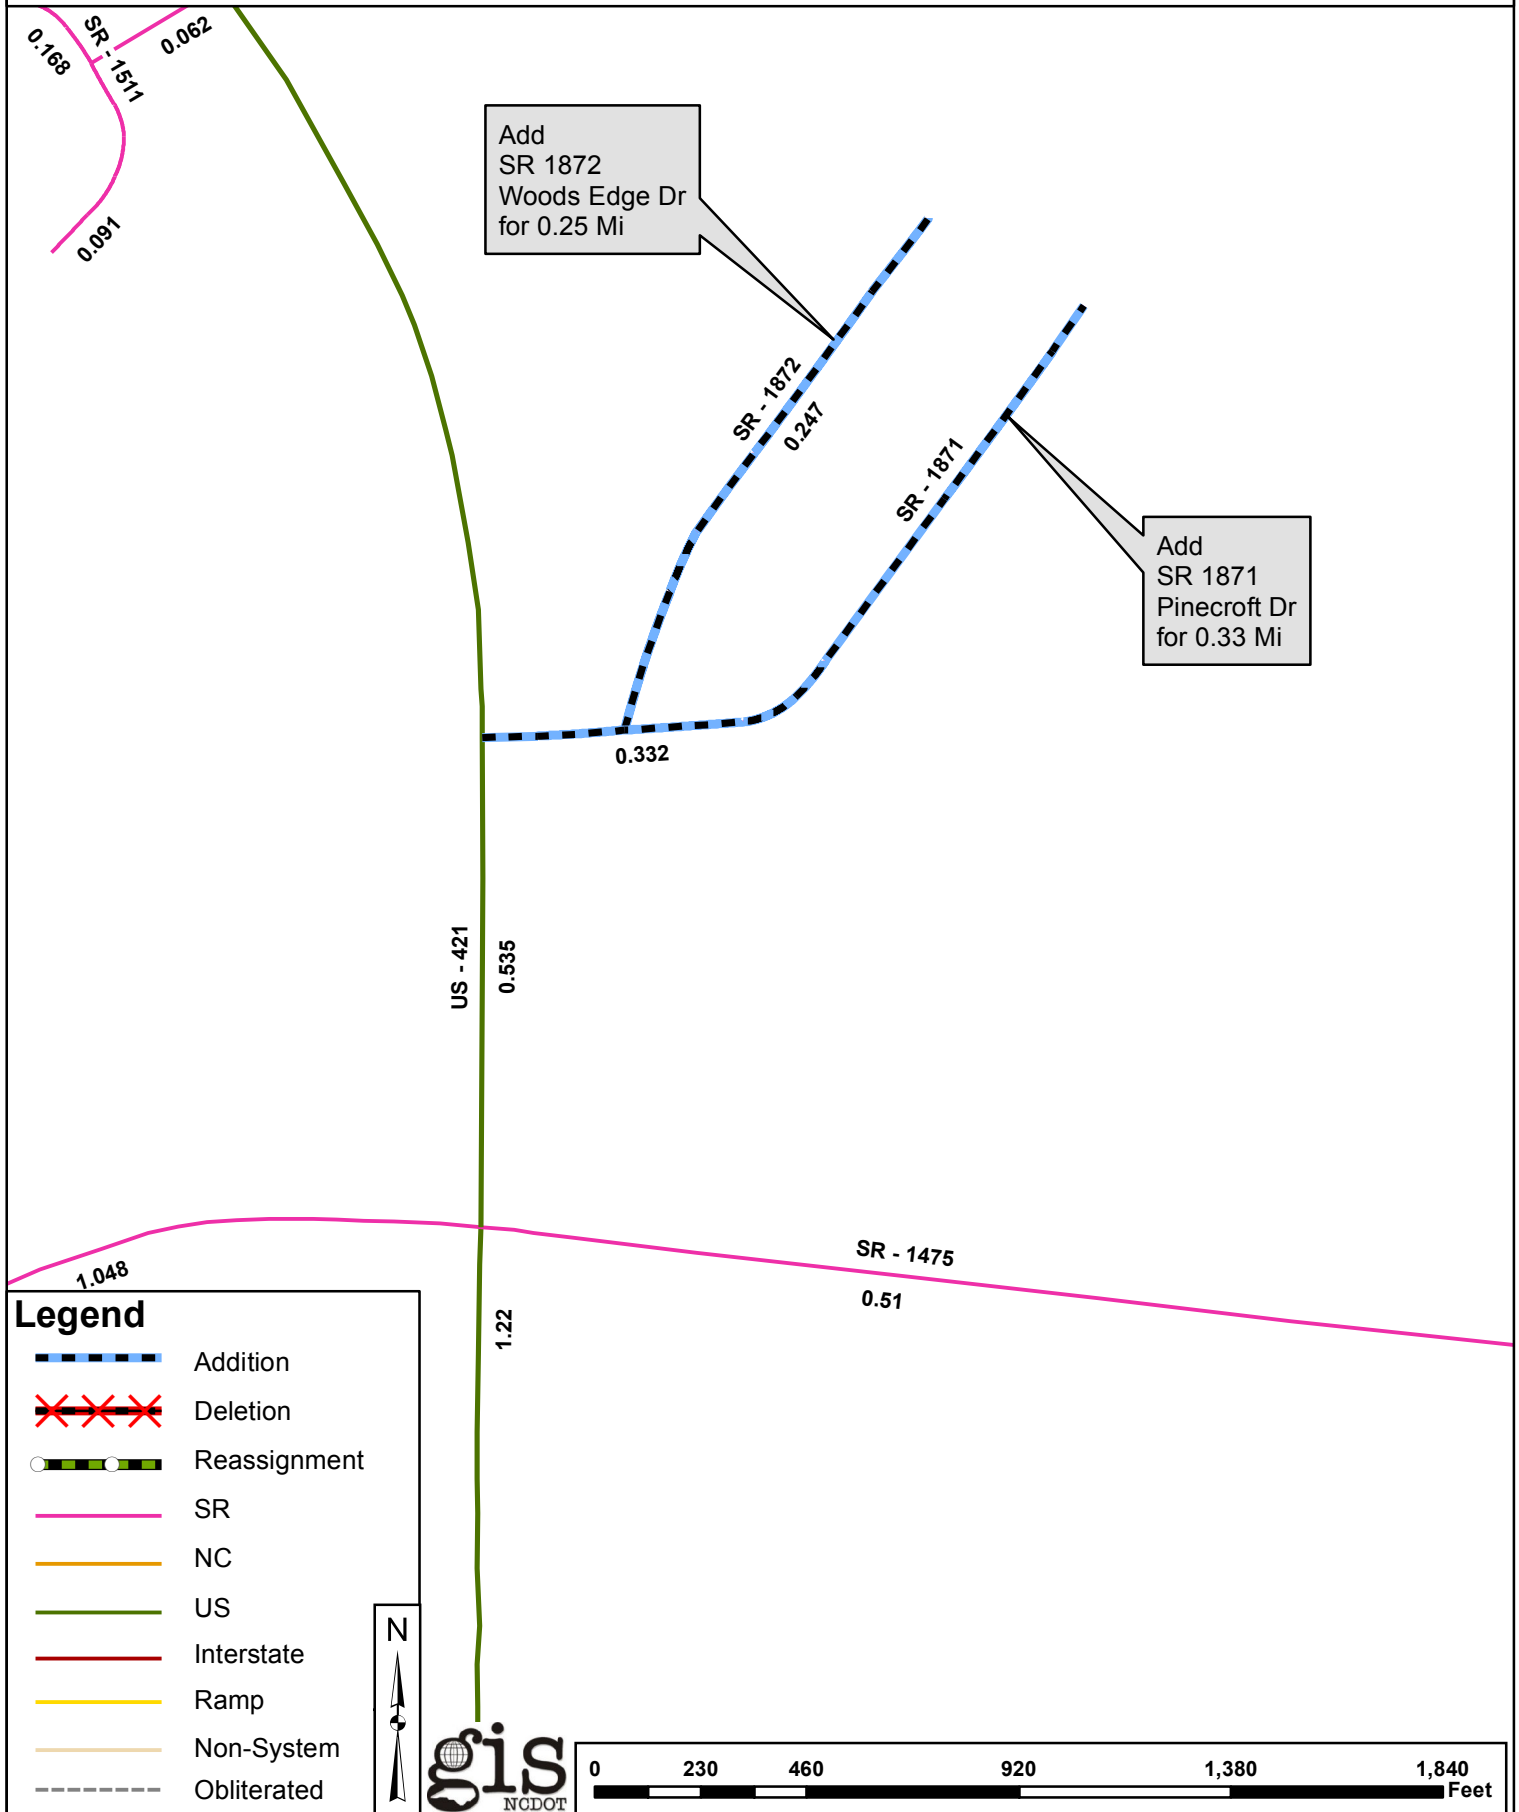 0.168
SR - 1511
0.062
0.091
Add
SR 1872
Woods Edge Dr
for 0.25 Mi
SR - 1872
0.247
SR - 1871
Add
SR 1871
Pinecroft Dr
for 0.33 Mi
0.332
US - 421
0.535
SR - 1475
0.51
1.048
1.22
Legend
Addition
Deletion
Reassignment
SR
NC
US
Interstate
Ramp
Non-System
Obliterated
N
gis
NCDOT
0 230 460 920 1,380 1,840
Feet